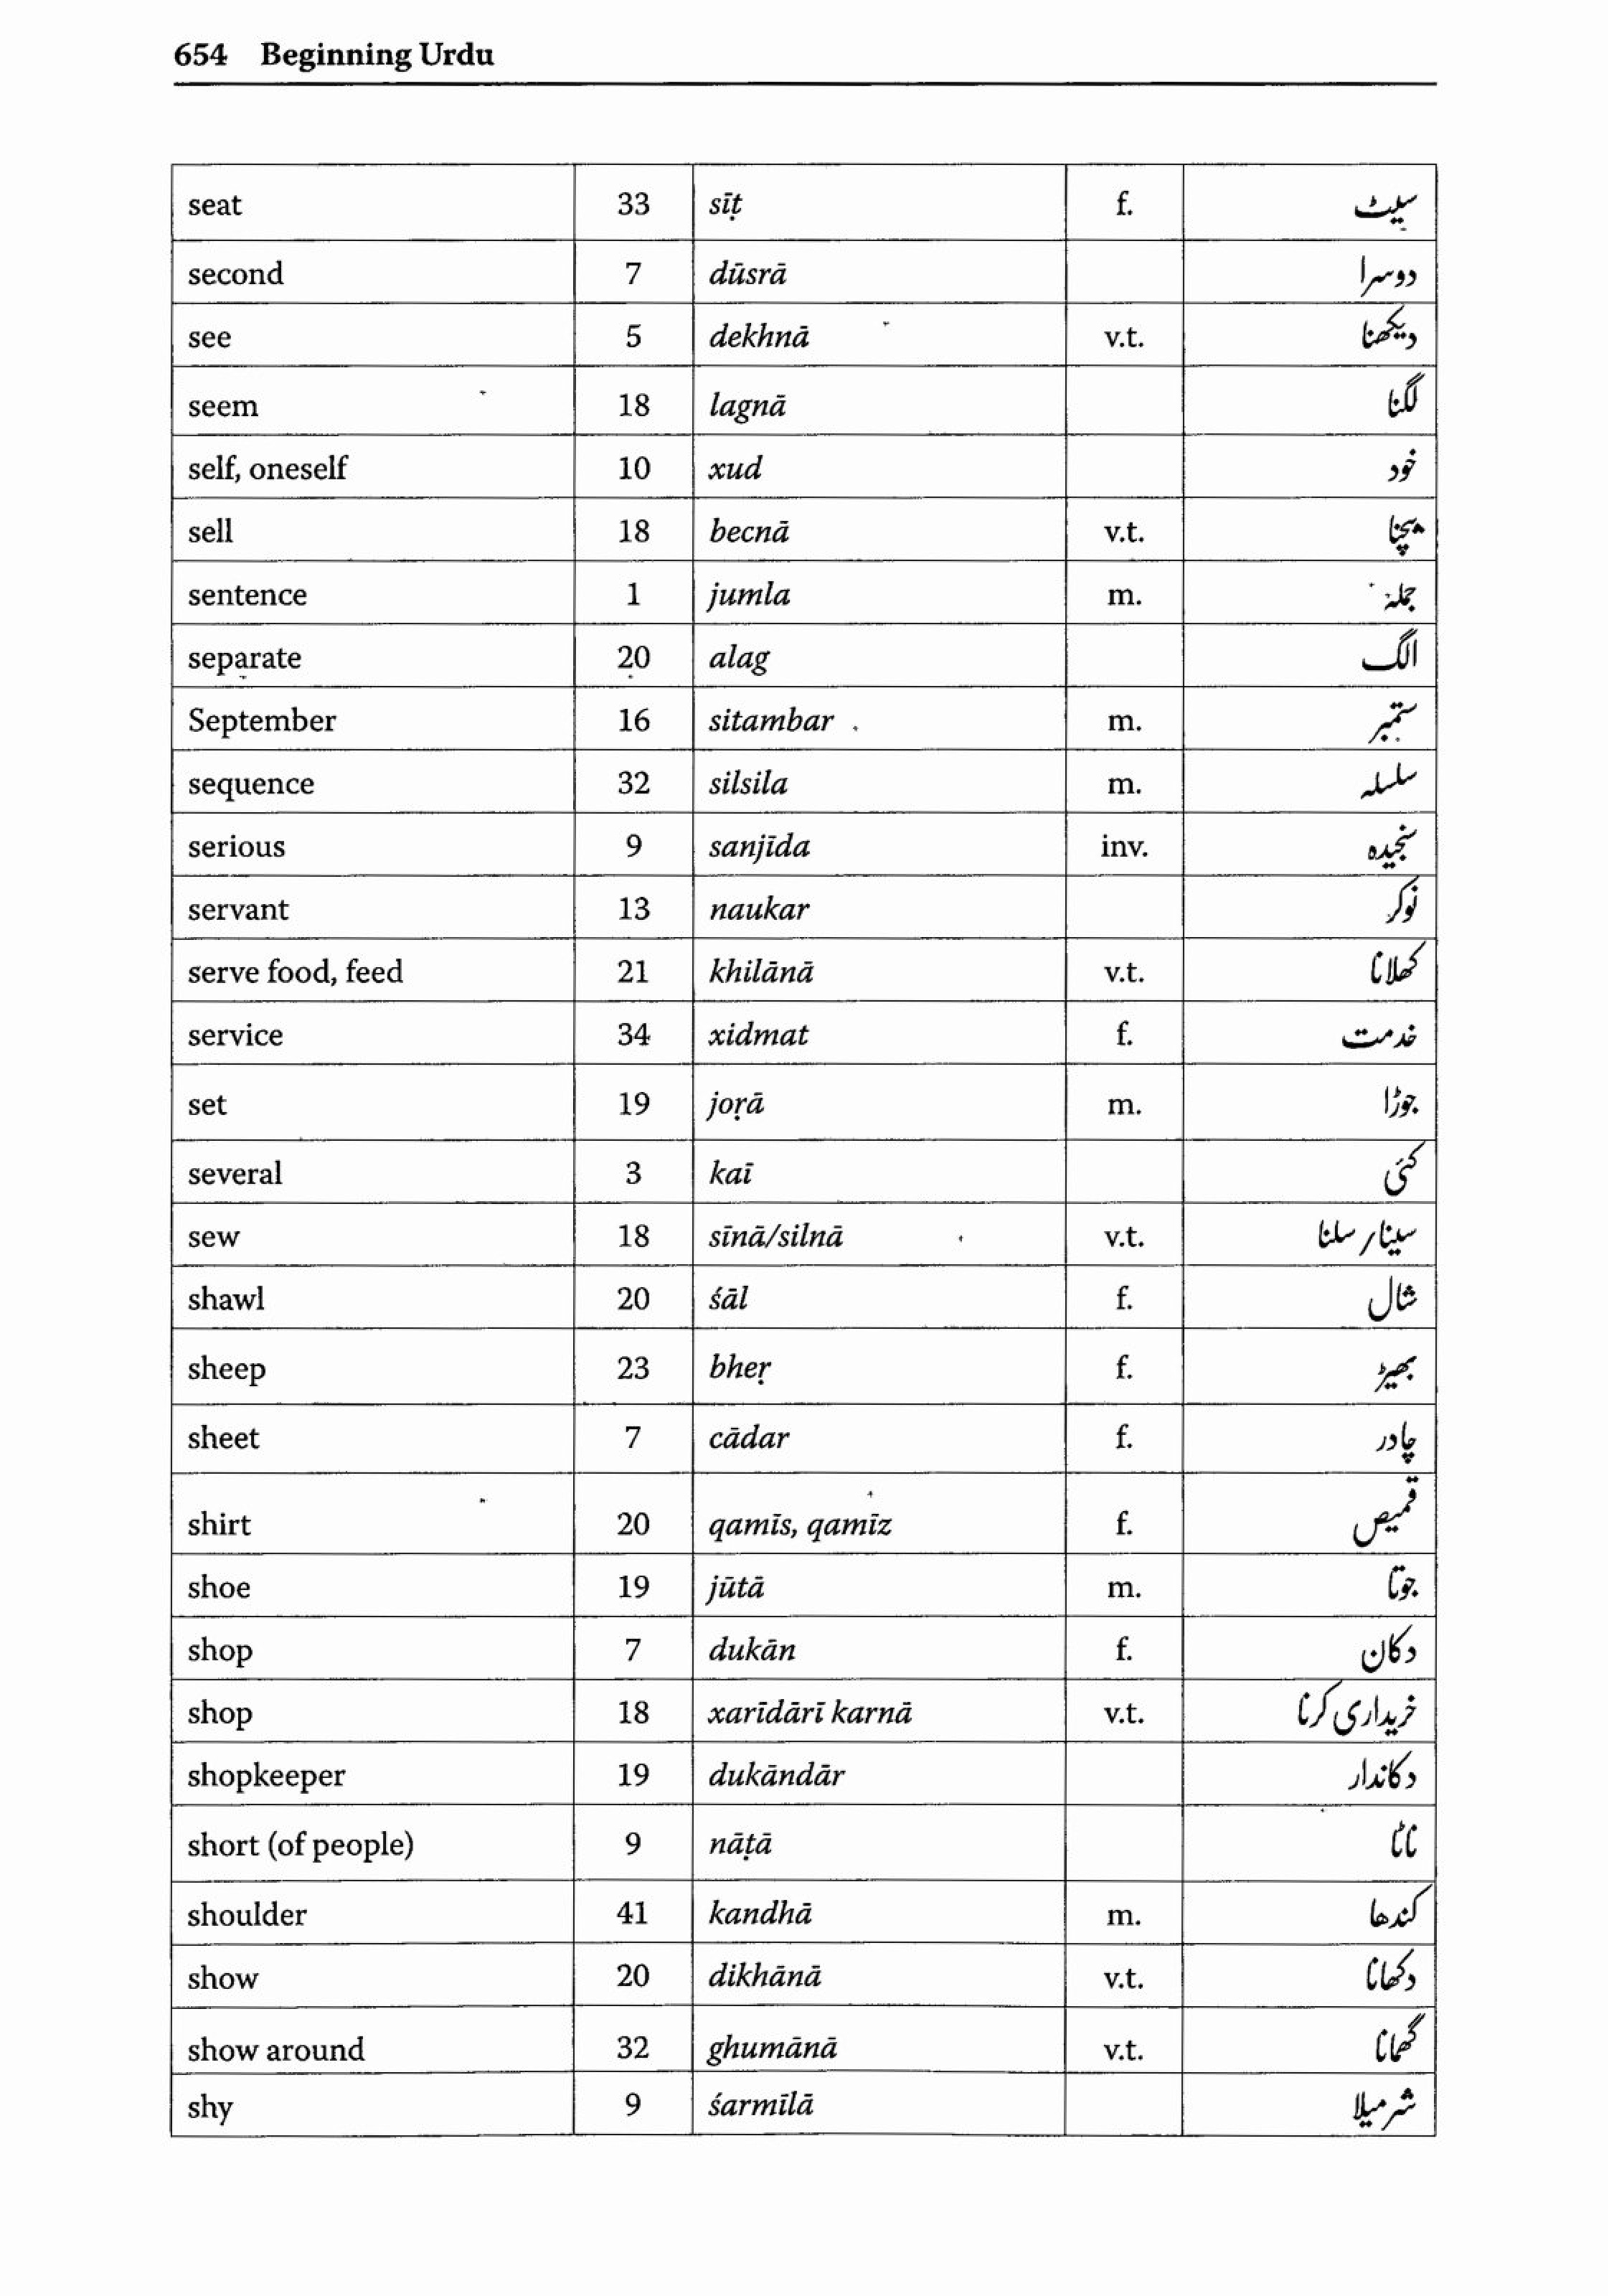 654 Beginning Urdu
seat 33 sīṭ f. سیٹ
second 7 dūsrā دوسرا
see 5 dekhnā v.t. دیکھنا
seem 18 lagnā لگنا
self, oneself 10 xud خود
sell 18 becnā v.t. بیچنا
sentence 1 jumla m. جملہ
separate 20 alag الگ
September 16 sitambar m. ستمبر
sequence 32 silsila m. سلسلہ
serious 9 sanjīda inv. سنجیدہ
servant 13 naukar نوکر
serve food, feed 21 khilānā v.t. کھلانا
service 34 xidmat f. خدمت
set 19 joṛā m. جوڑا
several 3 kaī کئی
sew 18 sīnā/silnā v.t. سینا / سلنا
shawl 20 śāl f. شال
sheep 23 bheṛ f. بھیڑ
sheet 7 cādar f. چادر
shirt 20 qamīs, qamīz f. قمیص
shoe 19 jūtā m. جوتا
shop 7 dukān f. دکان
shop 18 xarīdārī karnā v.t. خریداری کرنا
shopkeeper 19 dukāndār دکاندار
short (of people) 9 nāṭā ناٹا
shoulder 41 kandhā m. کندھا
show 20 dikhānā v.t. دکھانا
show around 32 ghumānā v.t. گھمانا
shy 9 śarmīlā شرمیلا